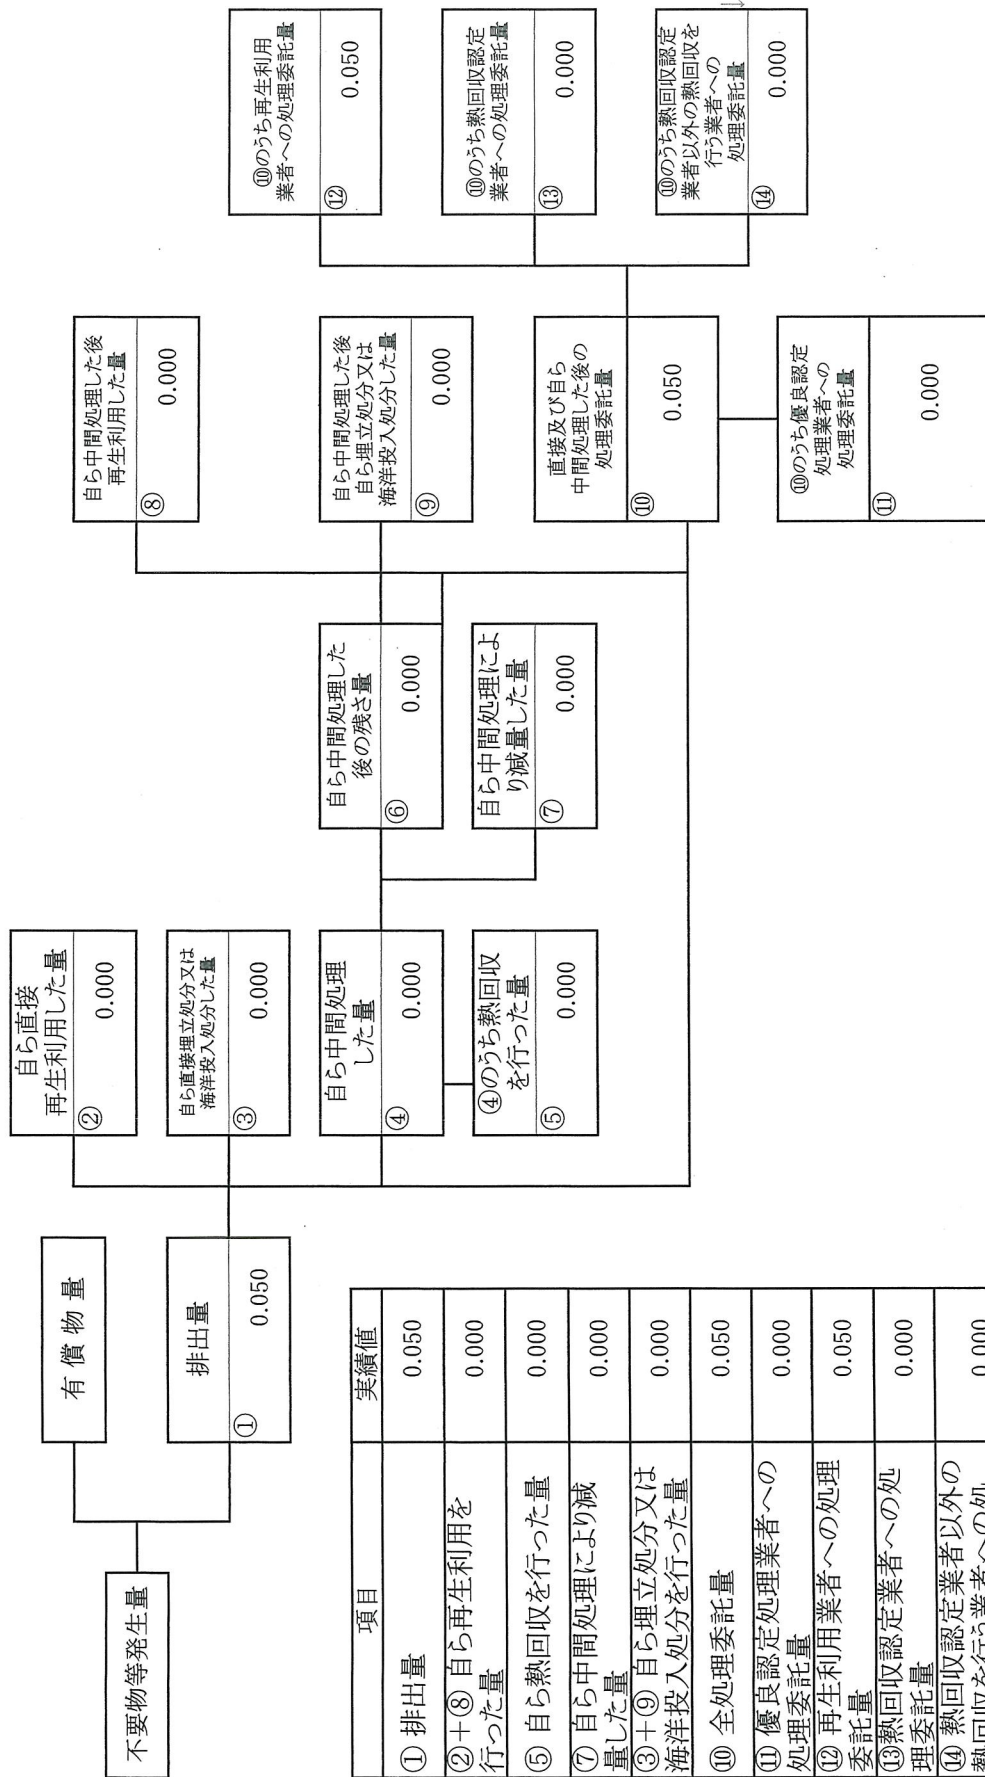 不要物等発生量
有償物量
排出量
①
0.050
自ら直接
再生利用した量
②
0.000
自ら直接埋立処分又は
海洋投入処分した量
③
0.000
自ら中間処理
した量
④
0.000
④のうち熱回収
を行った量
⑤
0.000
自ら中間処理した
後の残さ量
⑥
0.000
自ら中間処理によ
り減量した量
⑦
0.000
自ら中間処理した後
再生利用した量
⑧
0.000
自ら中間処理した後
自ら埋立処分又は
海洋投入処分した量
⑨
0.000
直接及び自ら
中間処理した後の
処理委託量
⑩
0.050
⑩のうち優良認定
処理業者への
処理委託量
⑪
0.000
⑩のうち再生利用
業者への処理委託量
⑫
0.050
⑩のうち熱回収認定
業者への処理委託量
⑬
0.000
⑩のうち熱回収認定
業者以外の熱回収を
行う業者への
処理委託量
⑭
0.000
項目
実績値
① 排出量
0.050
②+⑧ 自ら再生利用を
行った量
0.000
⑤ 自ら熱回収を行った量
0.000
⑦ 自ら中間処理により減
量した量
0.000
③+⑨ 自ら埋立処分又は
海洋投入処分を行った量
0.000
⑩ 全処理委託量
0.050
⑪ 優良認定処理業者への
処理委託量
0.000
⑫ 再生利用業者への処理
委託量
0.050
⑬熱回収認定業者への処
理委託量
0.000
⑭ 熱回収認定業者以外の
熱回収を行う業者への処
0.000